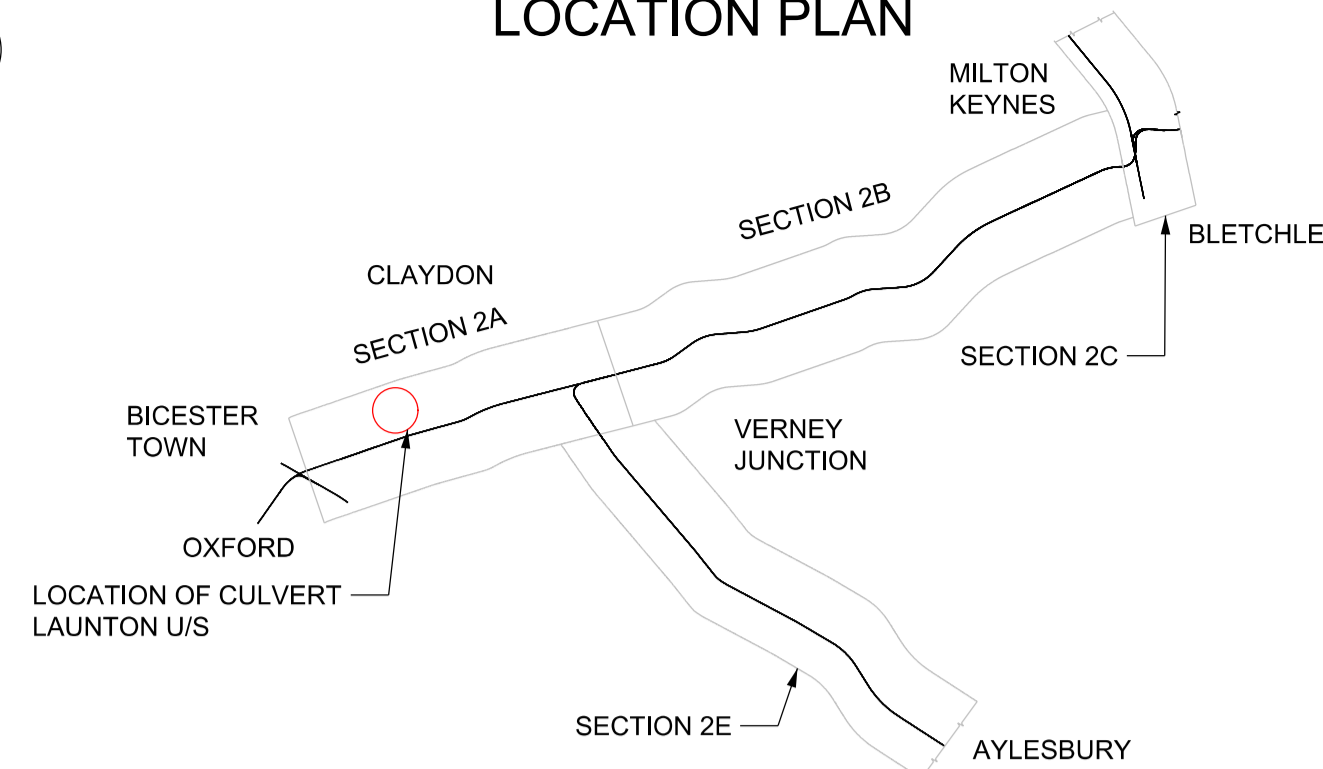 LOCATION PLAN
MILTON
KEYNES
SECTION 2B
BLETCHLE
CLAYDON
SECTION 2A
SECTION 2C
BICESTER
TOWN
VERNEY
JUNCTION
OXFORD
LOCATION OF CULVERT
LAUNTON U/S
SECTION 2E
AYLESBURY